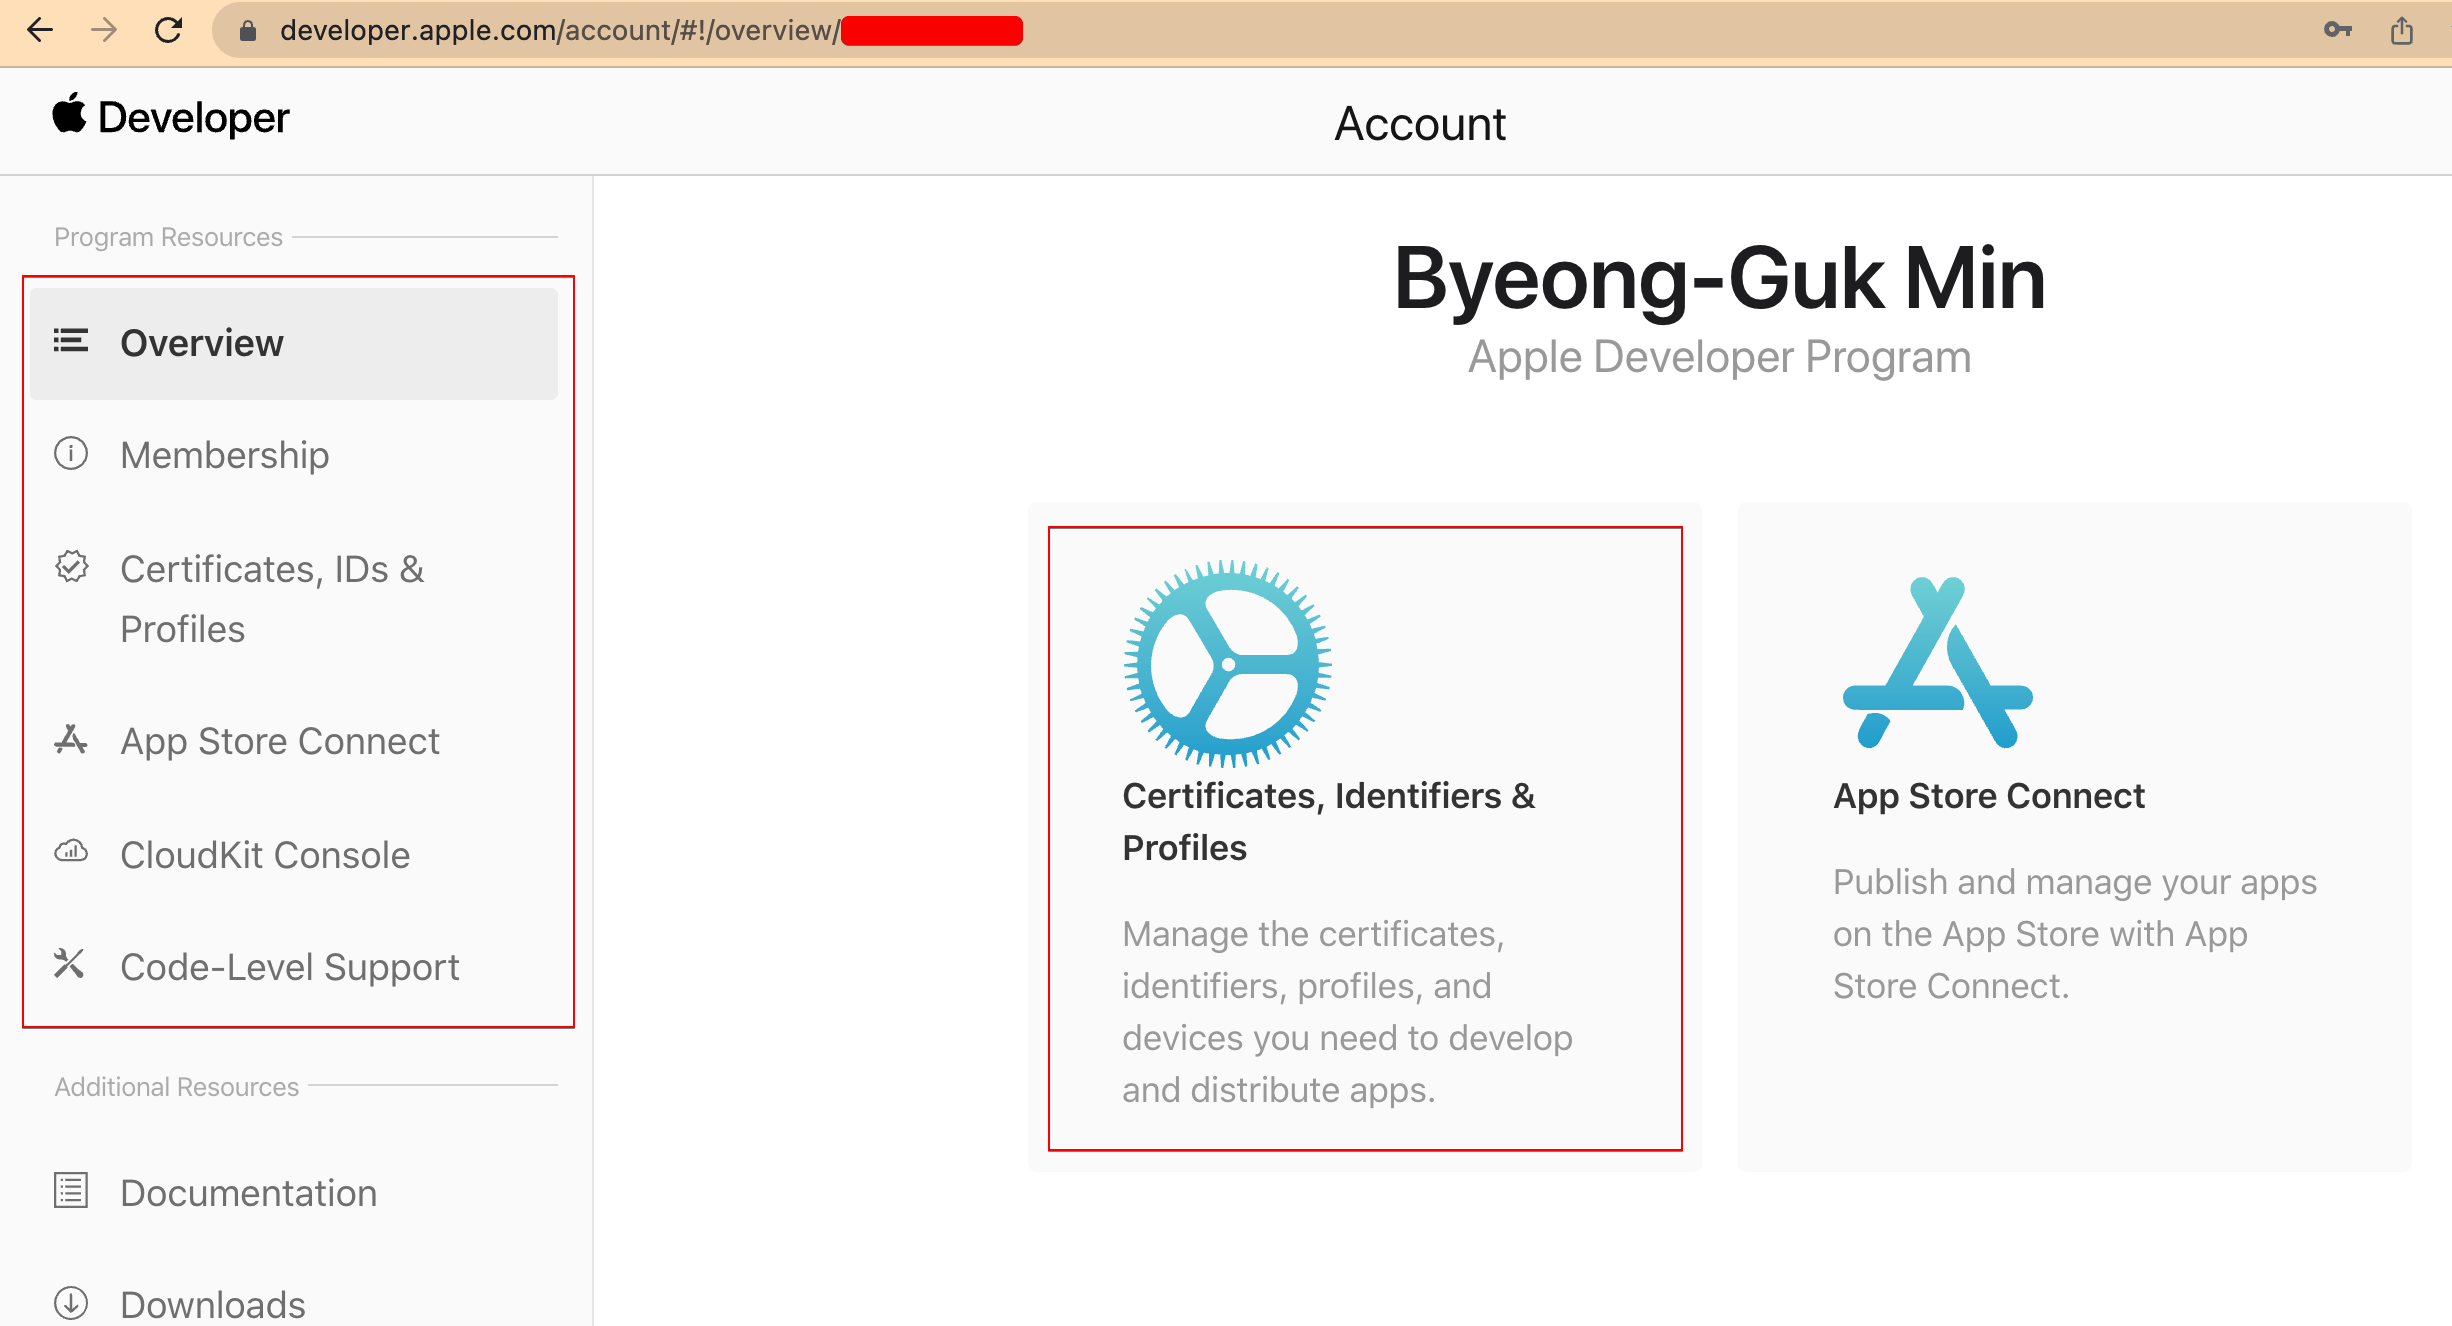 developer.apple.com/account/#!/overview/
Developer
Account
Program Resources
Overview
Membership
Certificates, IDs &
Profiles
App Store Connect
CloudKit Console
Code-Level Support
Additional Resources
Documentation
Downloads
Byeong-Guk Min
Apple Developer Program
Certificates, Identifiers &
Profiles
Manage the certificates,
identifiers, profiles, and
devices you need to develop
and distribute apps.
App Store Connect
Publish and manage your apps
on the App Store with App
Store Connect.